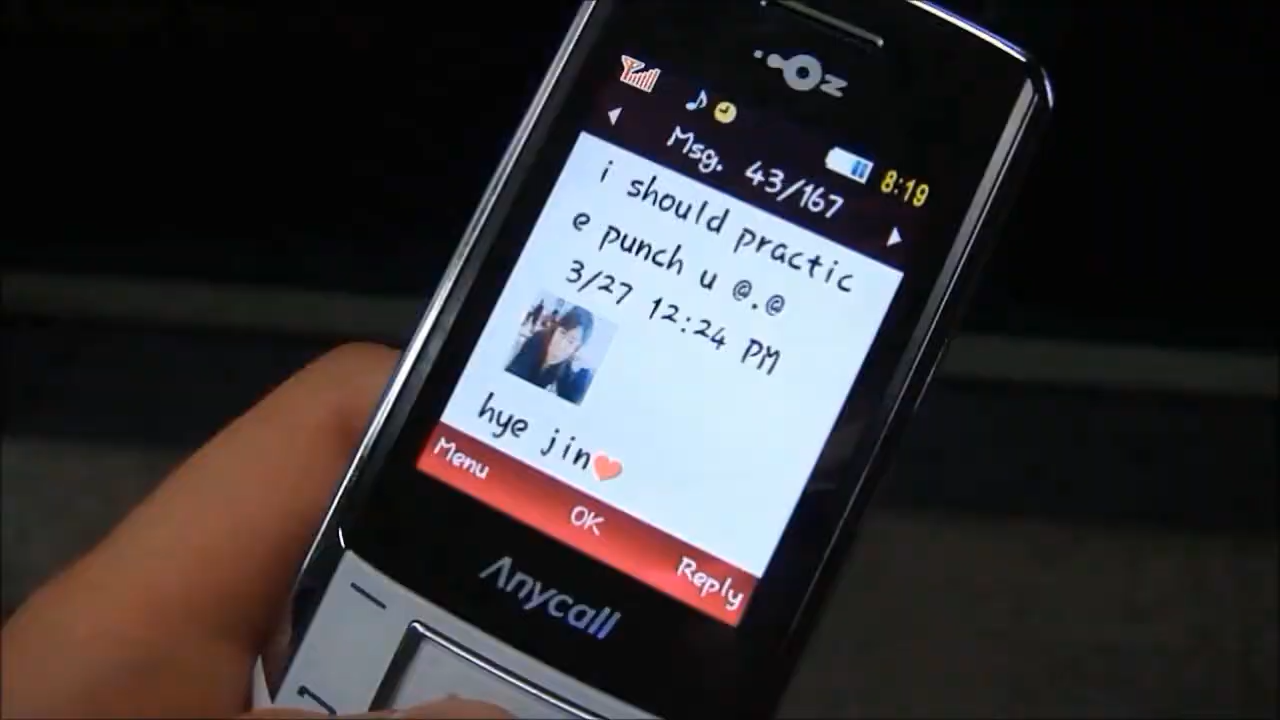 Oz
8:19
Msg. 43/167
i should practic
e punch u @.@
3/27 12:24 PM
hye jin❤
Menu
OK
Reply
Anycall